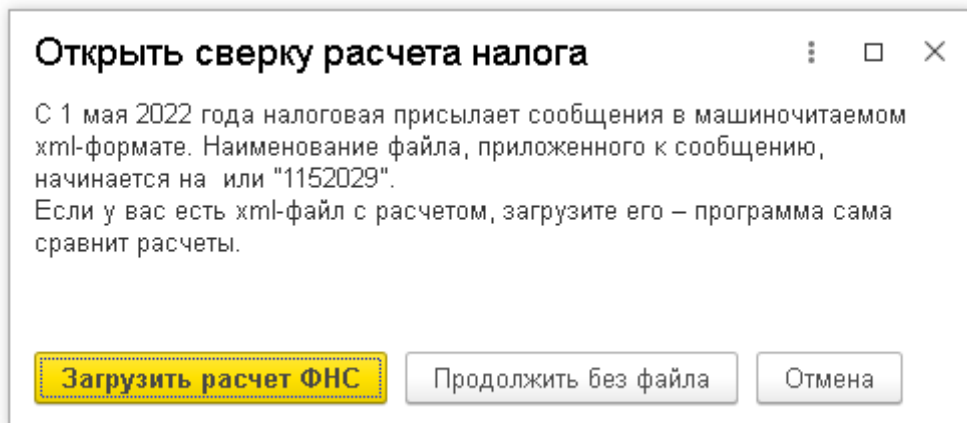 Открыть сверку расчета налога
С 1 мая 2022 года налоговая присылает сообщения в машиночитаемом
xml-формате. Наименование файла, приложенного к сообщению,
начинается на  или "1152029".
Если у вас есть xml-файл с расчетом, загрузите его – программа сама
сравнит расчеты.
Загрузить расчет ФНС
Продолжить без файла
Отмена